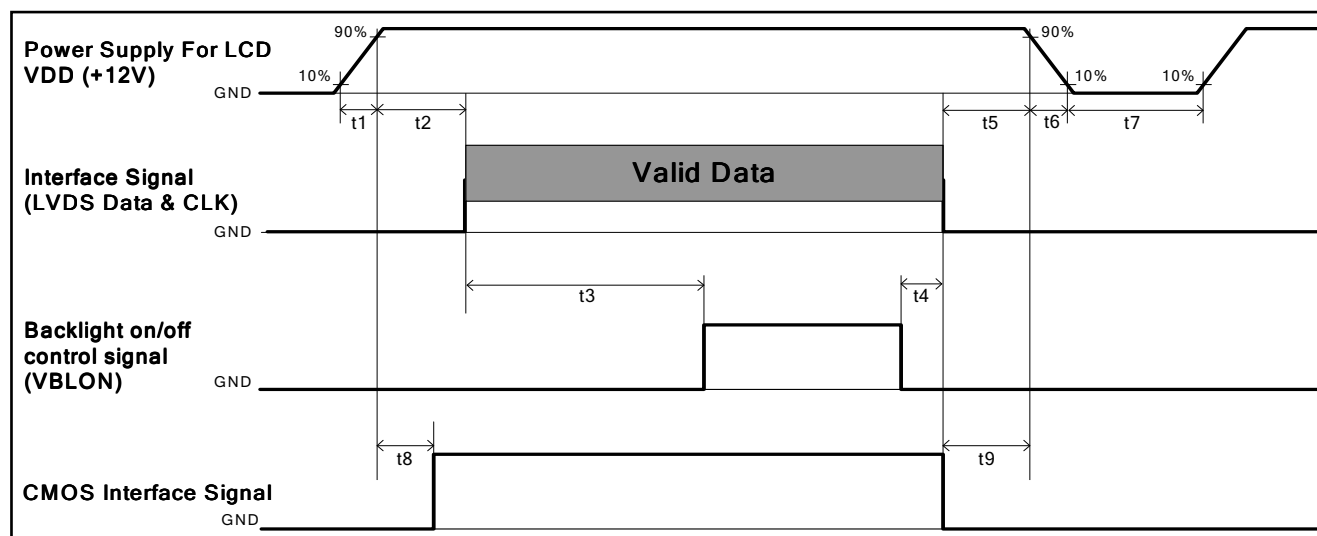 Power Supply For LCD
VDD (+12V)
90%
10%
GND
90%
10%
10%
t1
t2
t5
t6
t7
Interface Signal
(LVDS Data & CLK)
Valid Data
GND
t3
t4
Backlight on/off
control signal
(VBLON)
GND
t8
t9
CMOS Interface Signal
GND